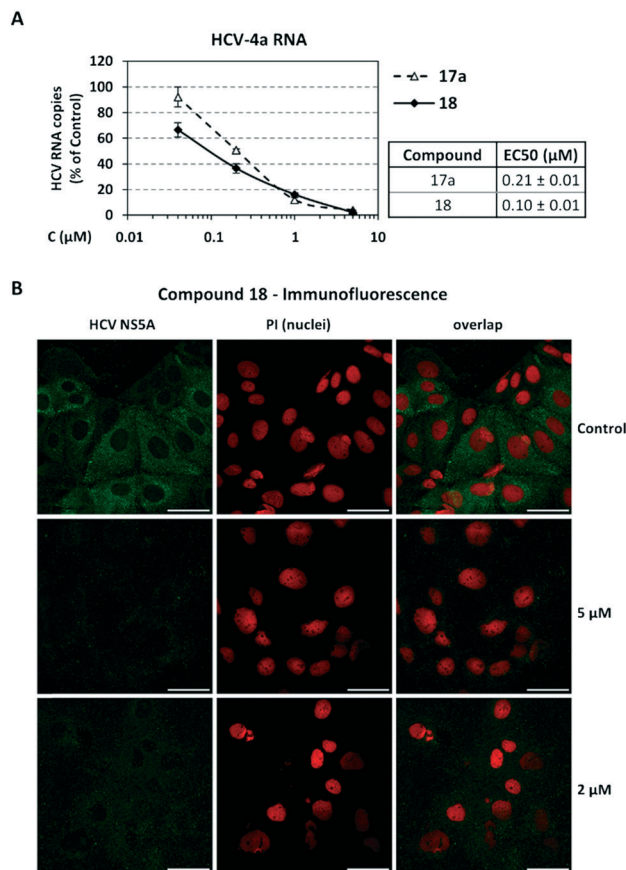 A
HCV-4a RNA
HCV RNA copies
(% of Control)
120
100
80
60
40
20
0
C (µM)
0.01
0.1
1
10
17a
18
Compound EC50 (µM)
17a 0.21 ± 0.01
18 0.10 ± 0.01
B
Compound 18 - Immunofluorescence
HCV NS5A PI (nuclei) overlap
Control
5 µM
2 µM